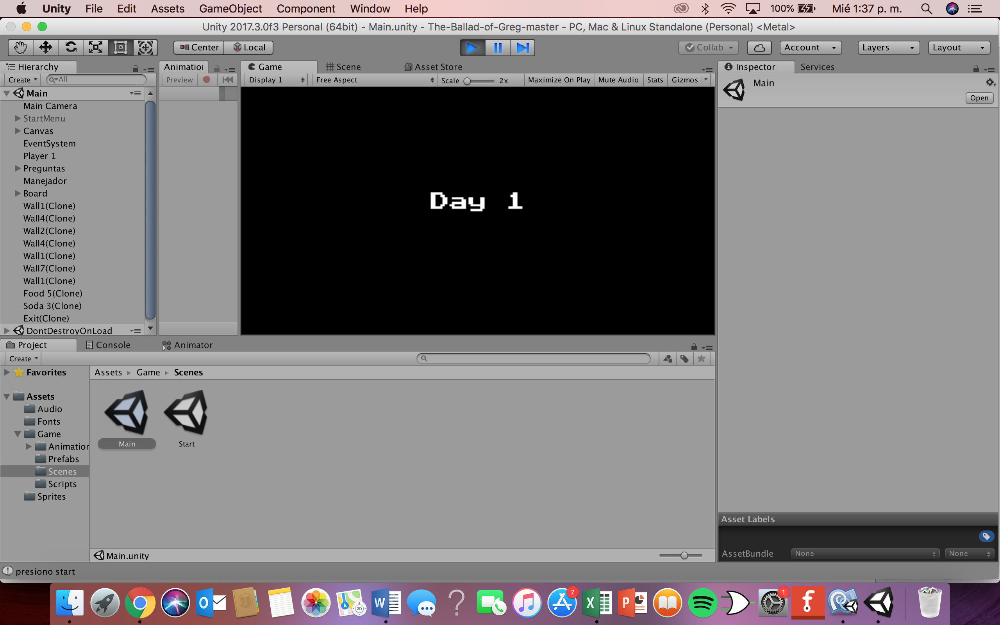 Unity File Edit Assets GameObject Component Window Help 100% Mié 1:37 p. m.
Unity 2017.3.0f3 Personal (64bit) - Main.unity - The-Ballad-of-Greg-master - PC, Mac & Linux Standalone (Personal) <Metal>
Center Local Collab Account Layers Layout
Hierarchy
Create All
Main
Main Camera
StartMenu
Canvas
EventSystem
Player 1
Preguntas
Manejador
Board
Wall1(Clone)
Wall4(Clone)
Wall2(Clone)
Wall4(Clone)
Wall1(Clone)
Wall7(Clone)
Wall1(Clone)
Food 5(Clone)
Soda 3(Clone)
Exit(Clone)
DontDestroyOnLoad
Preview
Game Scene Asset Store
Display 1 Free Aspect Scale 2x Maximize On Play Mute Audio Stats Gizmos
Day 1
Inspector Services
Main
Open
Project Console Animator
Create
Favorites
Assets
Audio
Fonts
Game
Prefabs
Scenes
Scripts
Sprites
Assets Game Scenes
Main Start
Main.unity
Asset Labels
AssetBundle None None
presiono start
7
1
3D